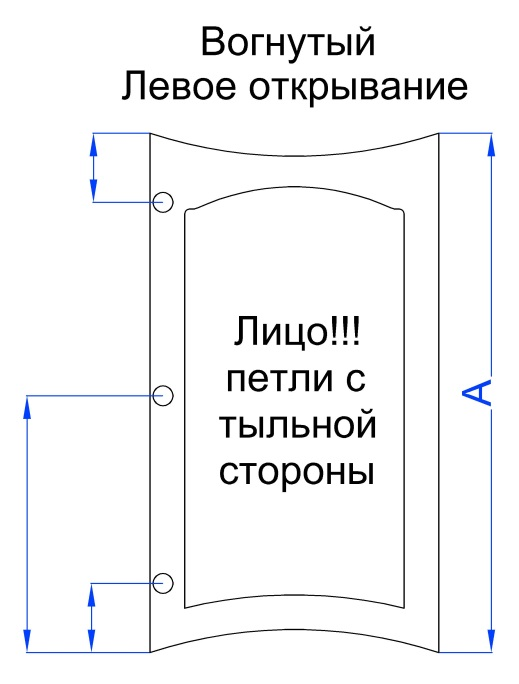 Вогнутый
Левое открывание
Лицо!!!
петли с
тыльной
стороны
A